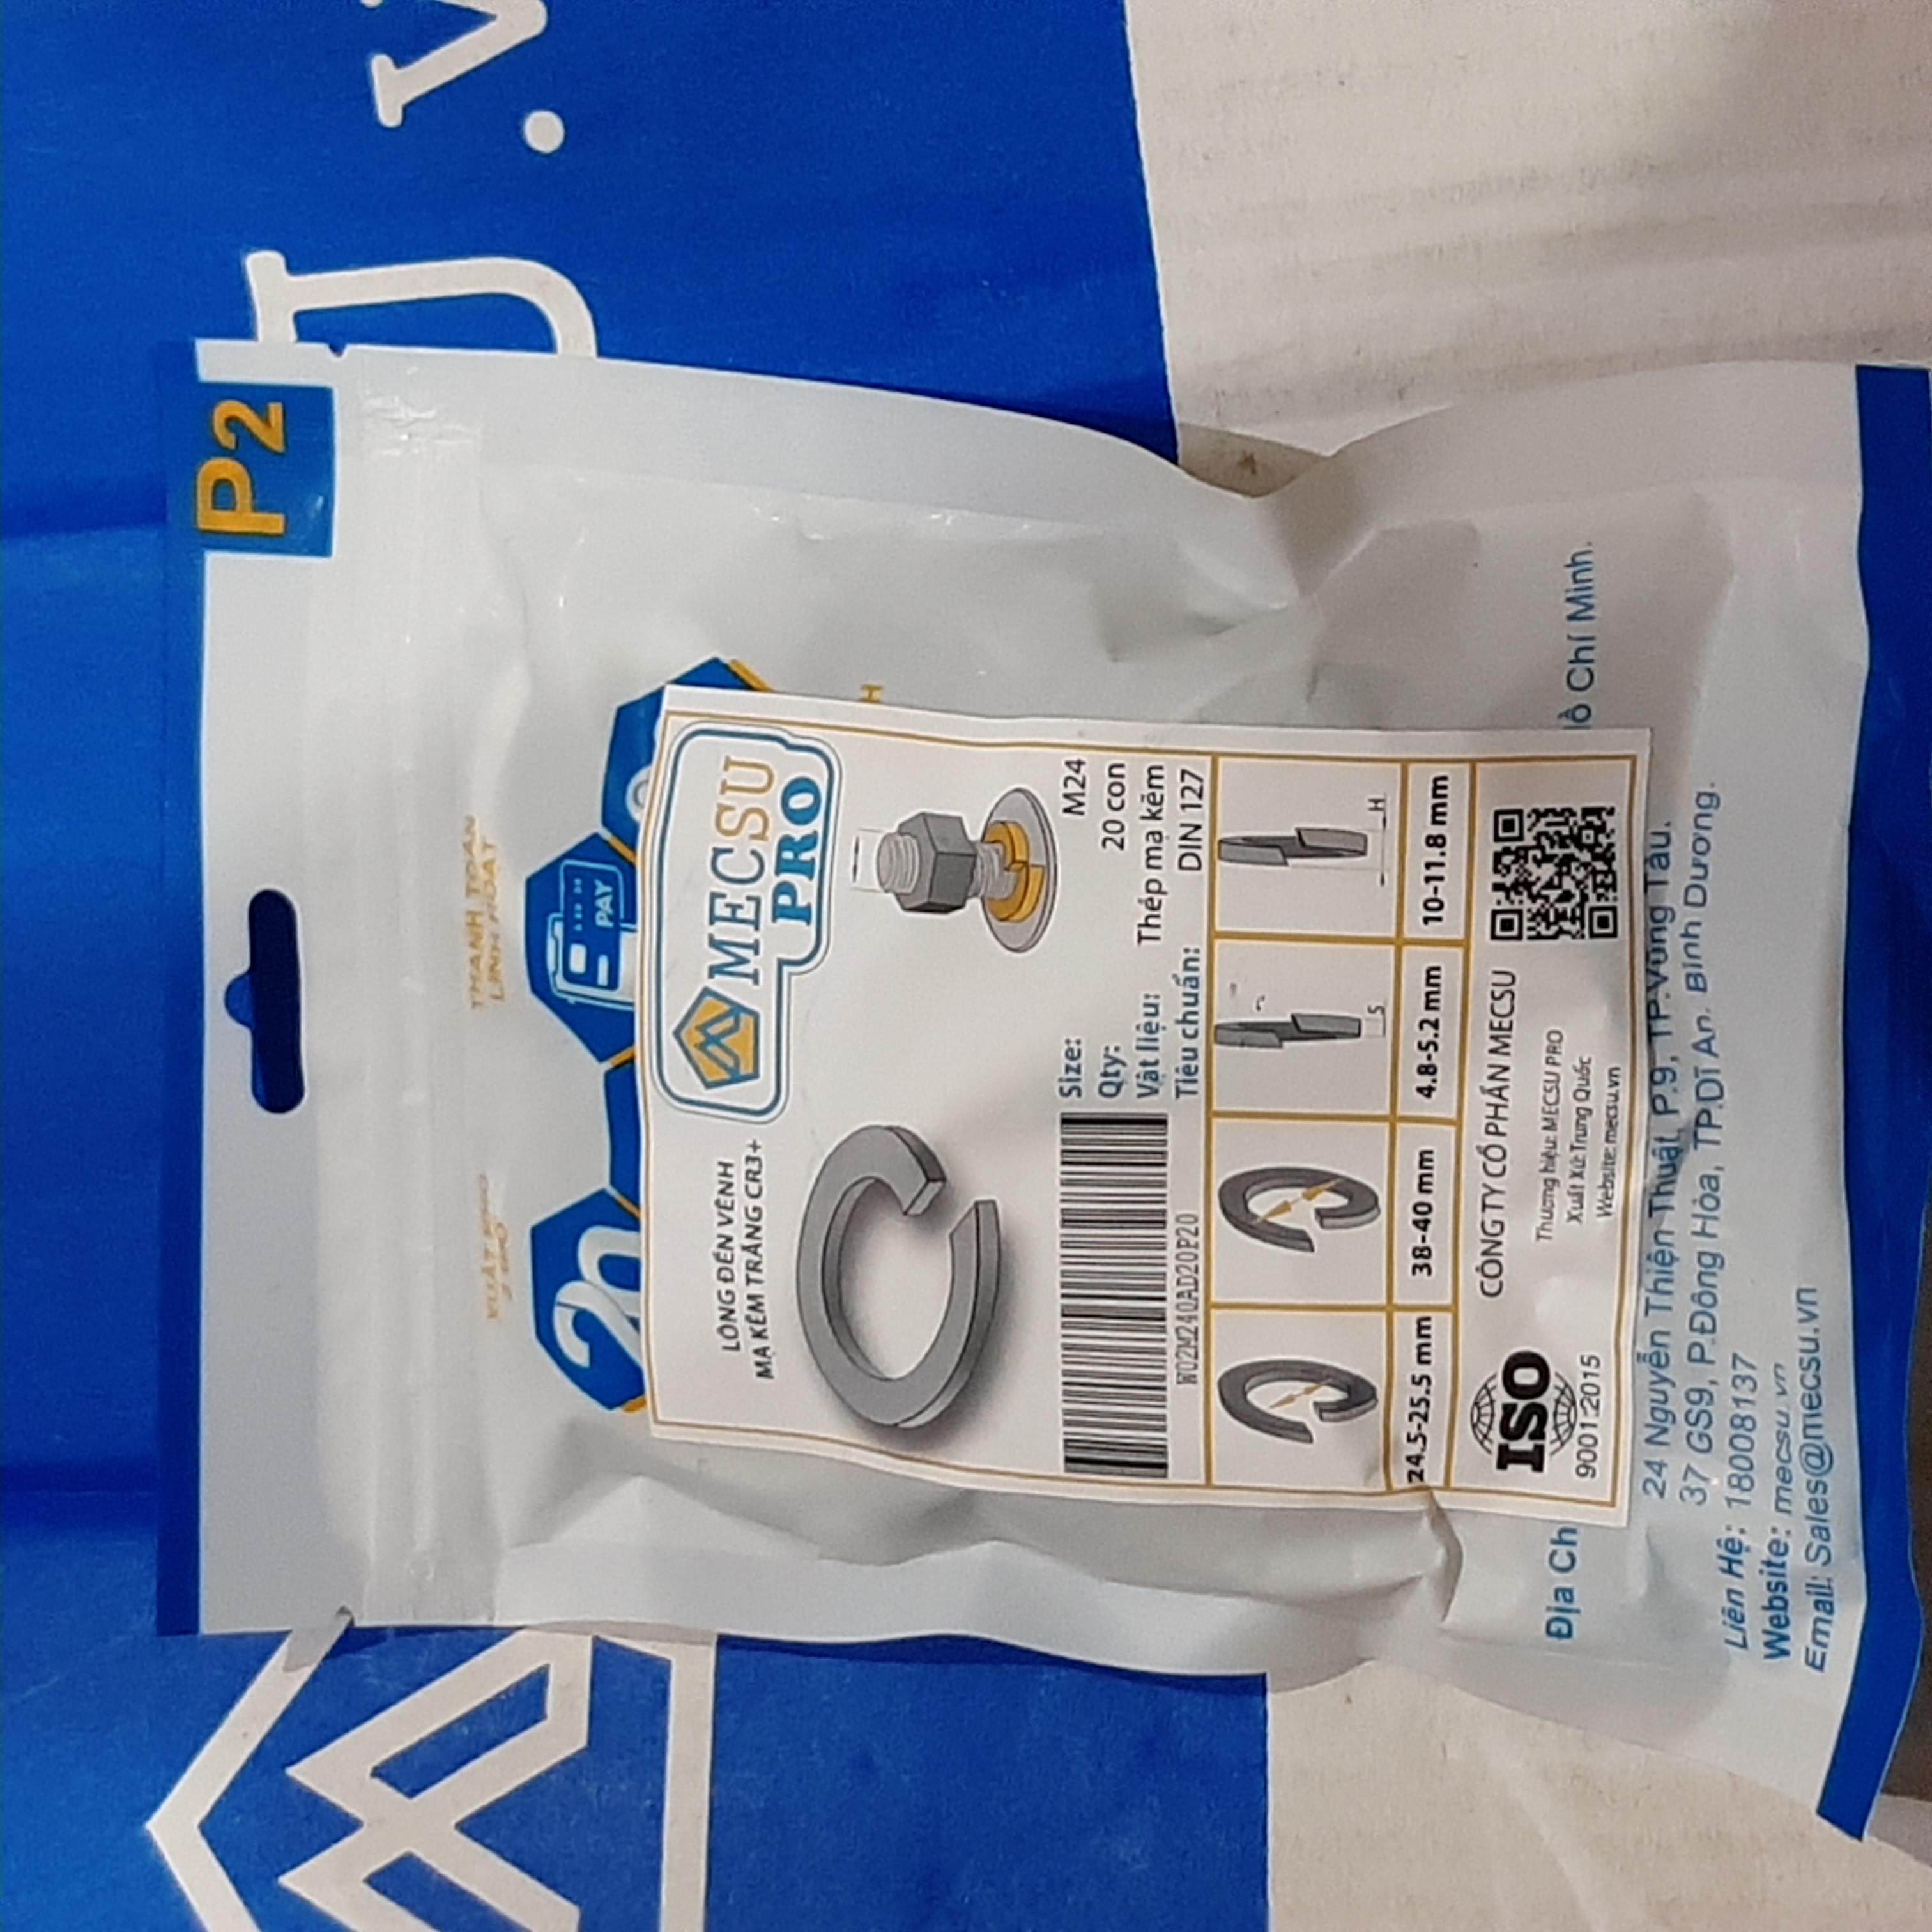 P2
THANH TOÁN
LINH HOẠT
PAY
MECSU
PRO
LÔNG ĐỀN VÊNH
MẠ KẼM TRẮNG CR3+
Size: M24
Qty: 20 con
Vật liệu: Thép mạ kẽm
Tiêu chuẩn: DIN 127
W02M240AD20P20
S
H
24.5-25.5 mm 38-40 mm 4.8-5.2 mm 10-11.8 mm
CÔNG TY CỔ PHẦN MECSU
Thương hiệu: MECSU PRO
Xuất Xứ: Trung Quốc
Website: mecsu.vn
ISO
9001:2015
Địa Ch
ồ Chí Minh.
24 Nguyễn Thiện Thuật, P.9, TP.Vũng Tàu.
37 GS9, P.Đông Hòa, TP.Dĩ An. Bình Dương.
Liên Hệ: 18008137
Website: mecsu.vn
Email: Sales@mecsu.vn